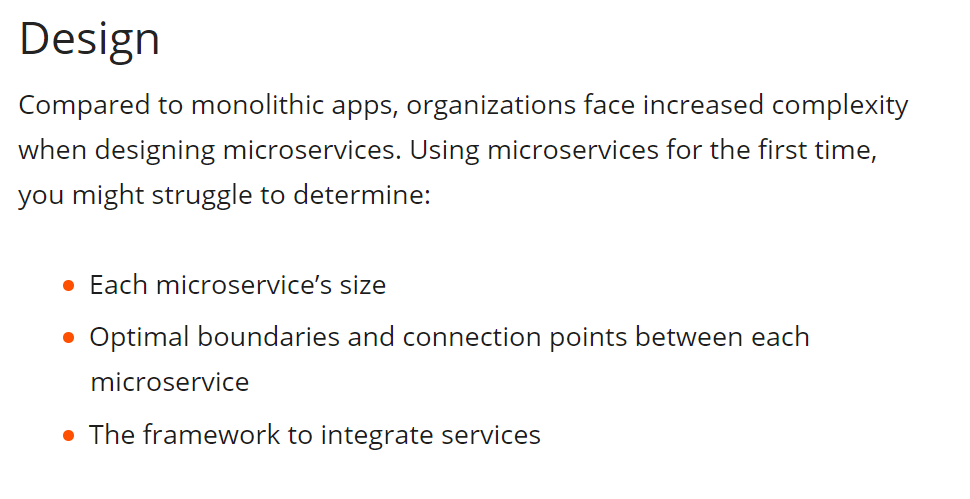 Design
Compared to monolithic apps, organizations face increased complexity
when designing microservices. Using microservices for the first time,
you might struggle to determine:
• Each microservice’s size
• Optimal boundaries and connection points between each
microservice
• The framework to integrate services